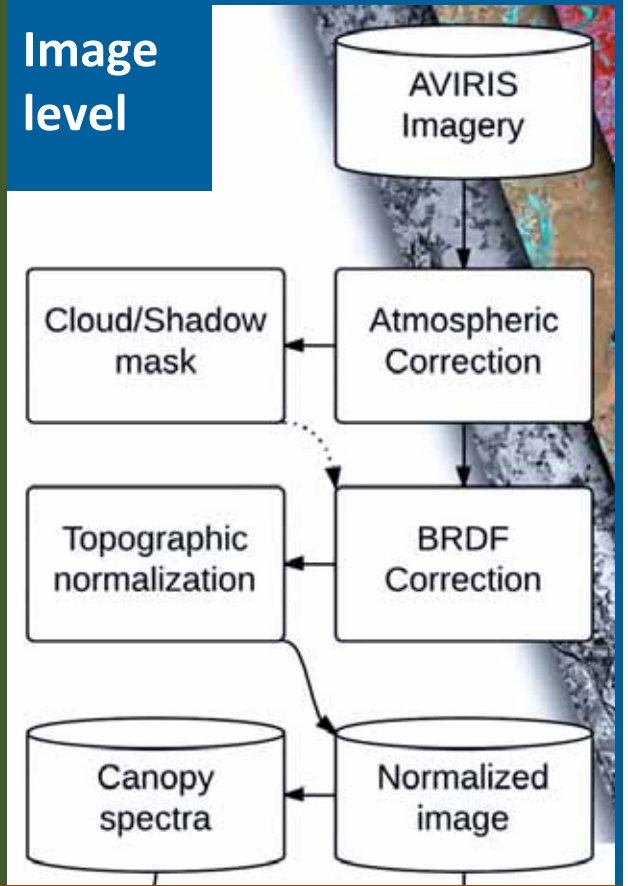 Image
level
AVIRIS
Imagery
Cloud/Shadow
mask
Atmospheric
Correction
Topographic
normalization
BRDF
Correction
Canopy
spectra
Normalized
image